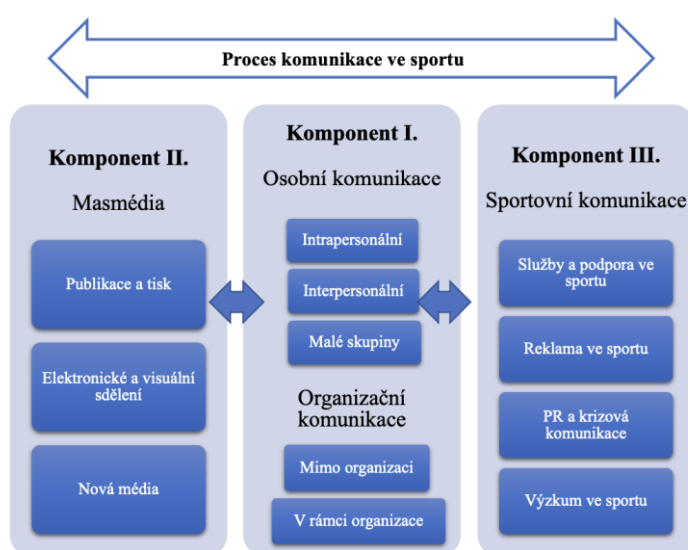 Proces komunikace ve sportu
Komponent II.
Masmédia
Publikace a tisk
Elektronické a visuální
sdělení
Nová média
Komponent I.
Osobní komunikace
Intrapersonální
Interpersonální
Malé skupiny
Organizační
komunikace
Mimo organizaci
V rámci organizace
Komponent III.
Sportovní komunikace
Služby a podpora ve
sportu
Reklama ve sportu
PR a krizová
komunikace
Výzkum ve sportu